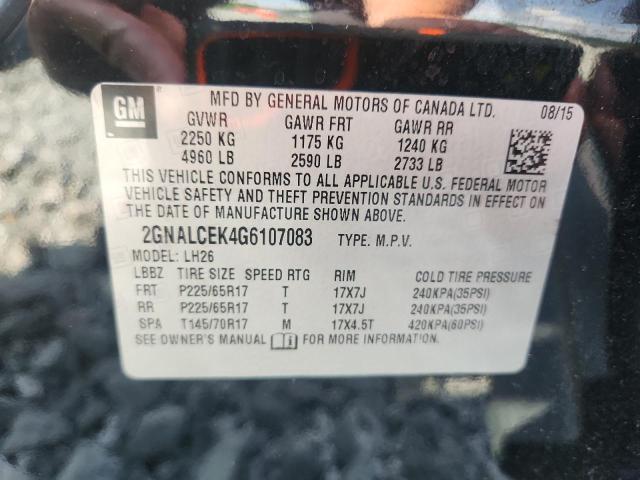 GM
MFD BY GENERAL MOTORS OF CANADA LTD. 08/15
GVWR GAWR FRT GAWR RR
2250 KG 1175 KG 1240 KG
4960 LB 2590 LB 2733 LB
THIS VEHICLE CONFORMS TO ALL APPLICABLE U.S. FEDERAL MOTOR
VEHICLE SAFETY AND THEFT PREVENTION STANDARDS IN EFFECT ON
THE DATE OF MANUFACTURE SHOWN ABOVE.
2GNALCEK4G6107083 TYPE: M.P.V.
MODEL: LH26
LBBZ TIRE SIZE SPEED RTG RIM COLD TIRE PRESSURE
FRT P225/65R17 T 17X7J 240KPA(35PSI)
RR P225/65R17 T 17X7J 240KPA(35PSI)
SPA T145/70R17 M 17X4.5T 420KPA(60PSI)
SEE OWNER'S MANUAL FOR MORE INFORMATION.